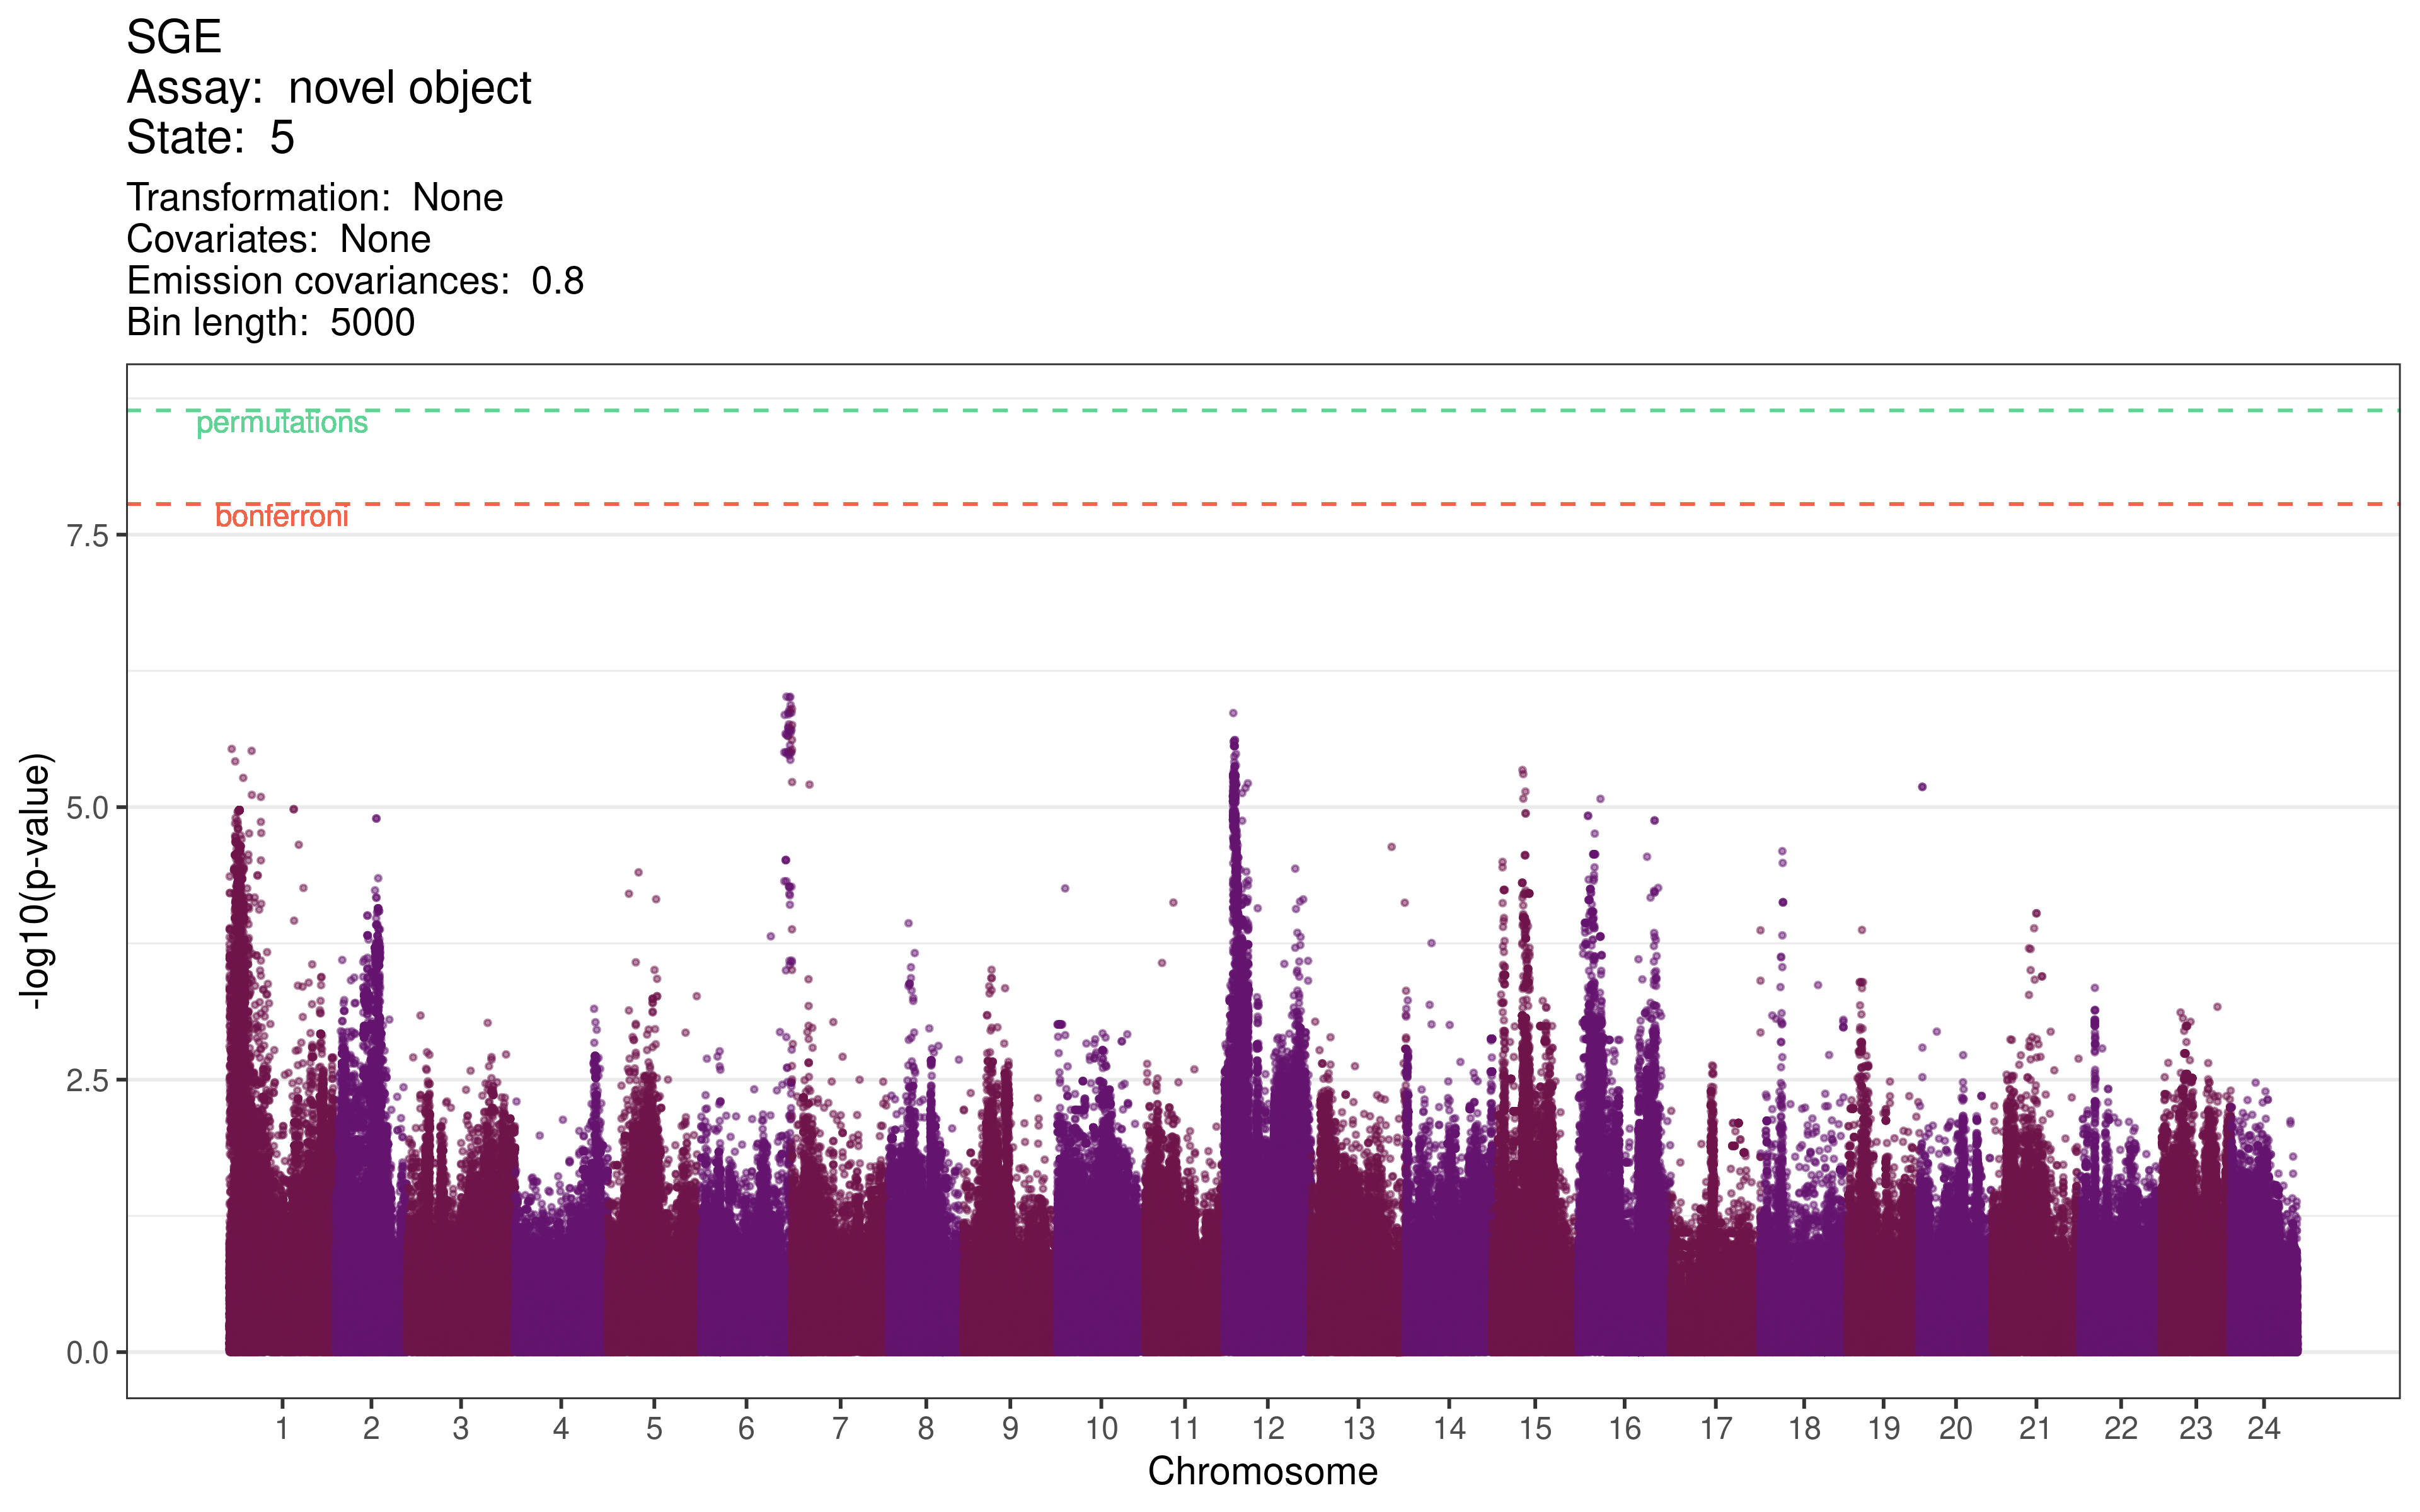 SGE
Assay:  novel object
State:  5
Transformation:  None
Covariates:  None
Emission covariances:  0.8
Bin length:  5000
permutations
bonferroni
7.5
5.0
2.5
0.0
-log10(p-value)
1 2 3 4 5 6 7 8 9 10 11 12 13 14 15 16 17 18 19 20 21 22 23 24
Chromosome